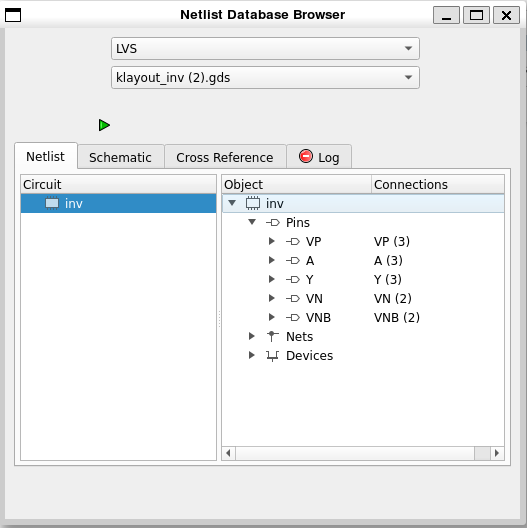 Netlist Database Browser
LVS
klayout_inv (2).gds
Netlist Schematic Cross Reference Log
Circuit Object Connections
inv inv
Pins
VP VP (3)
A A (3)
Y Y (3)
VN VN (2)
VNB VNB (2)
Nets
Devices